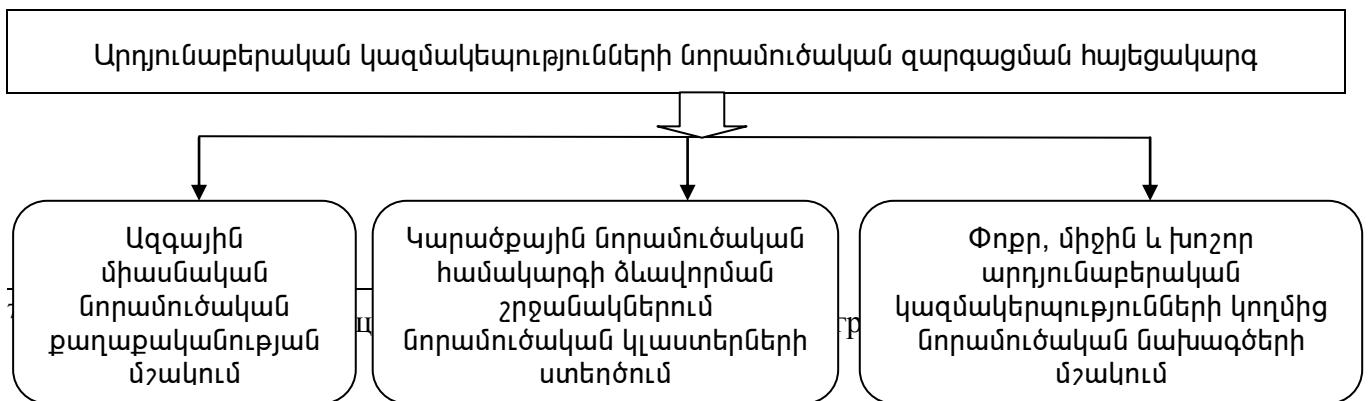 Արդյունաբերական կազմակեպությունների նորամուծական զարգացման հայեցակարգ
Ազգային
միասնական
նորամուծական
քաղաքականության
մշակում
Կարածքային նորամուծական
համակարգի ձևավորման
շրջանակներում
նորամուծական կլաստերների
ստեղծում
Փոքր, միջին և խոշոր
արդյունաբերական
կազմակերպությունների կողմից
նորամուծական նախագծերի
մշակում